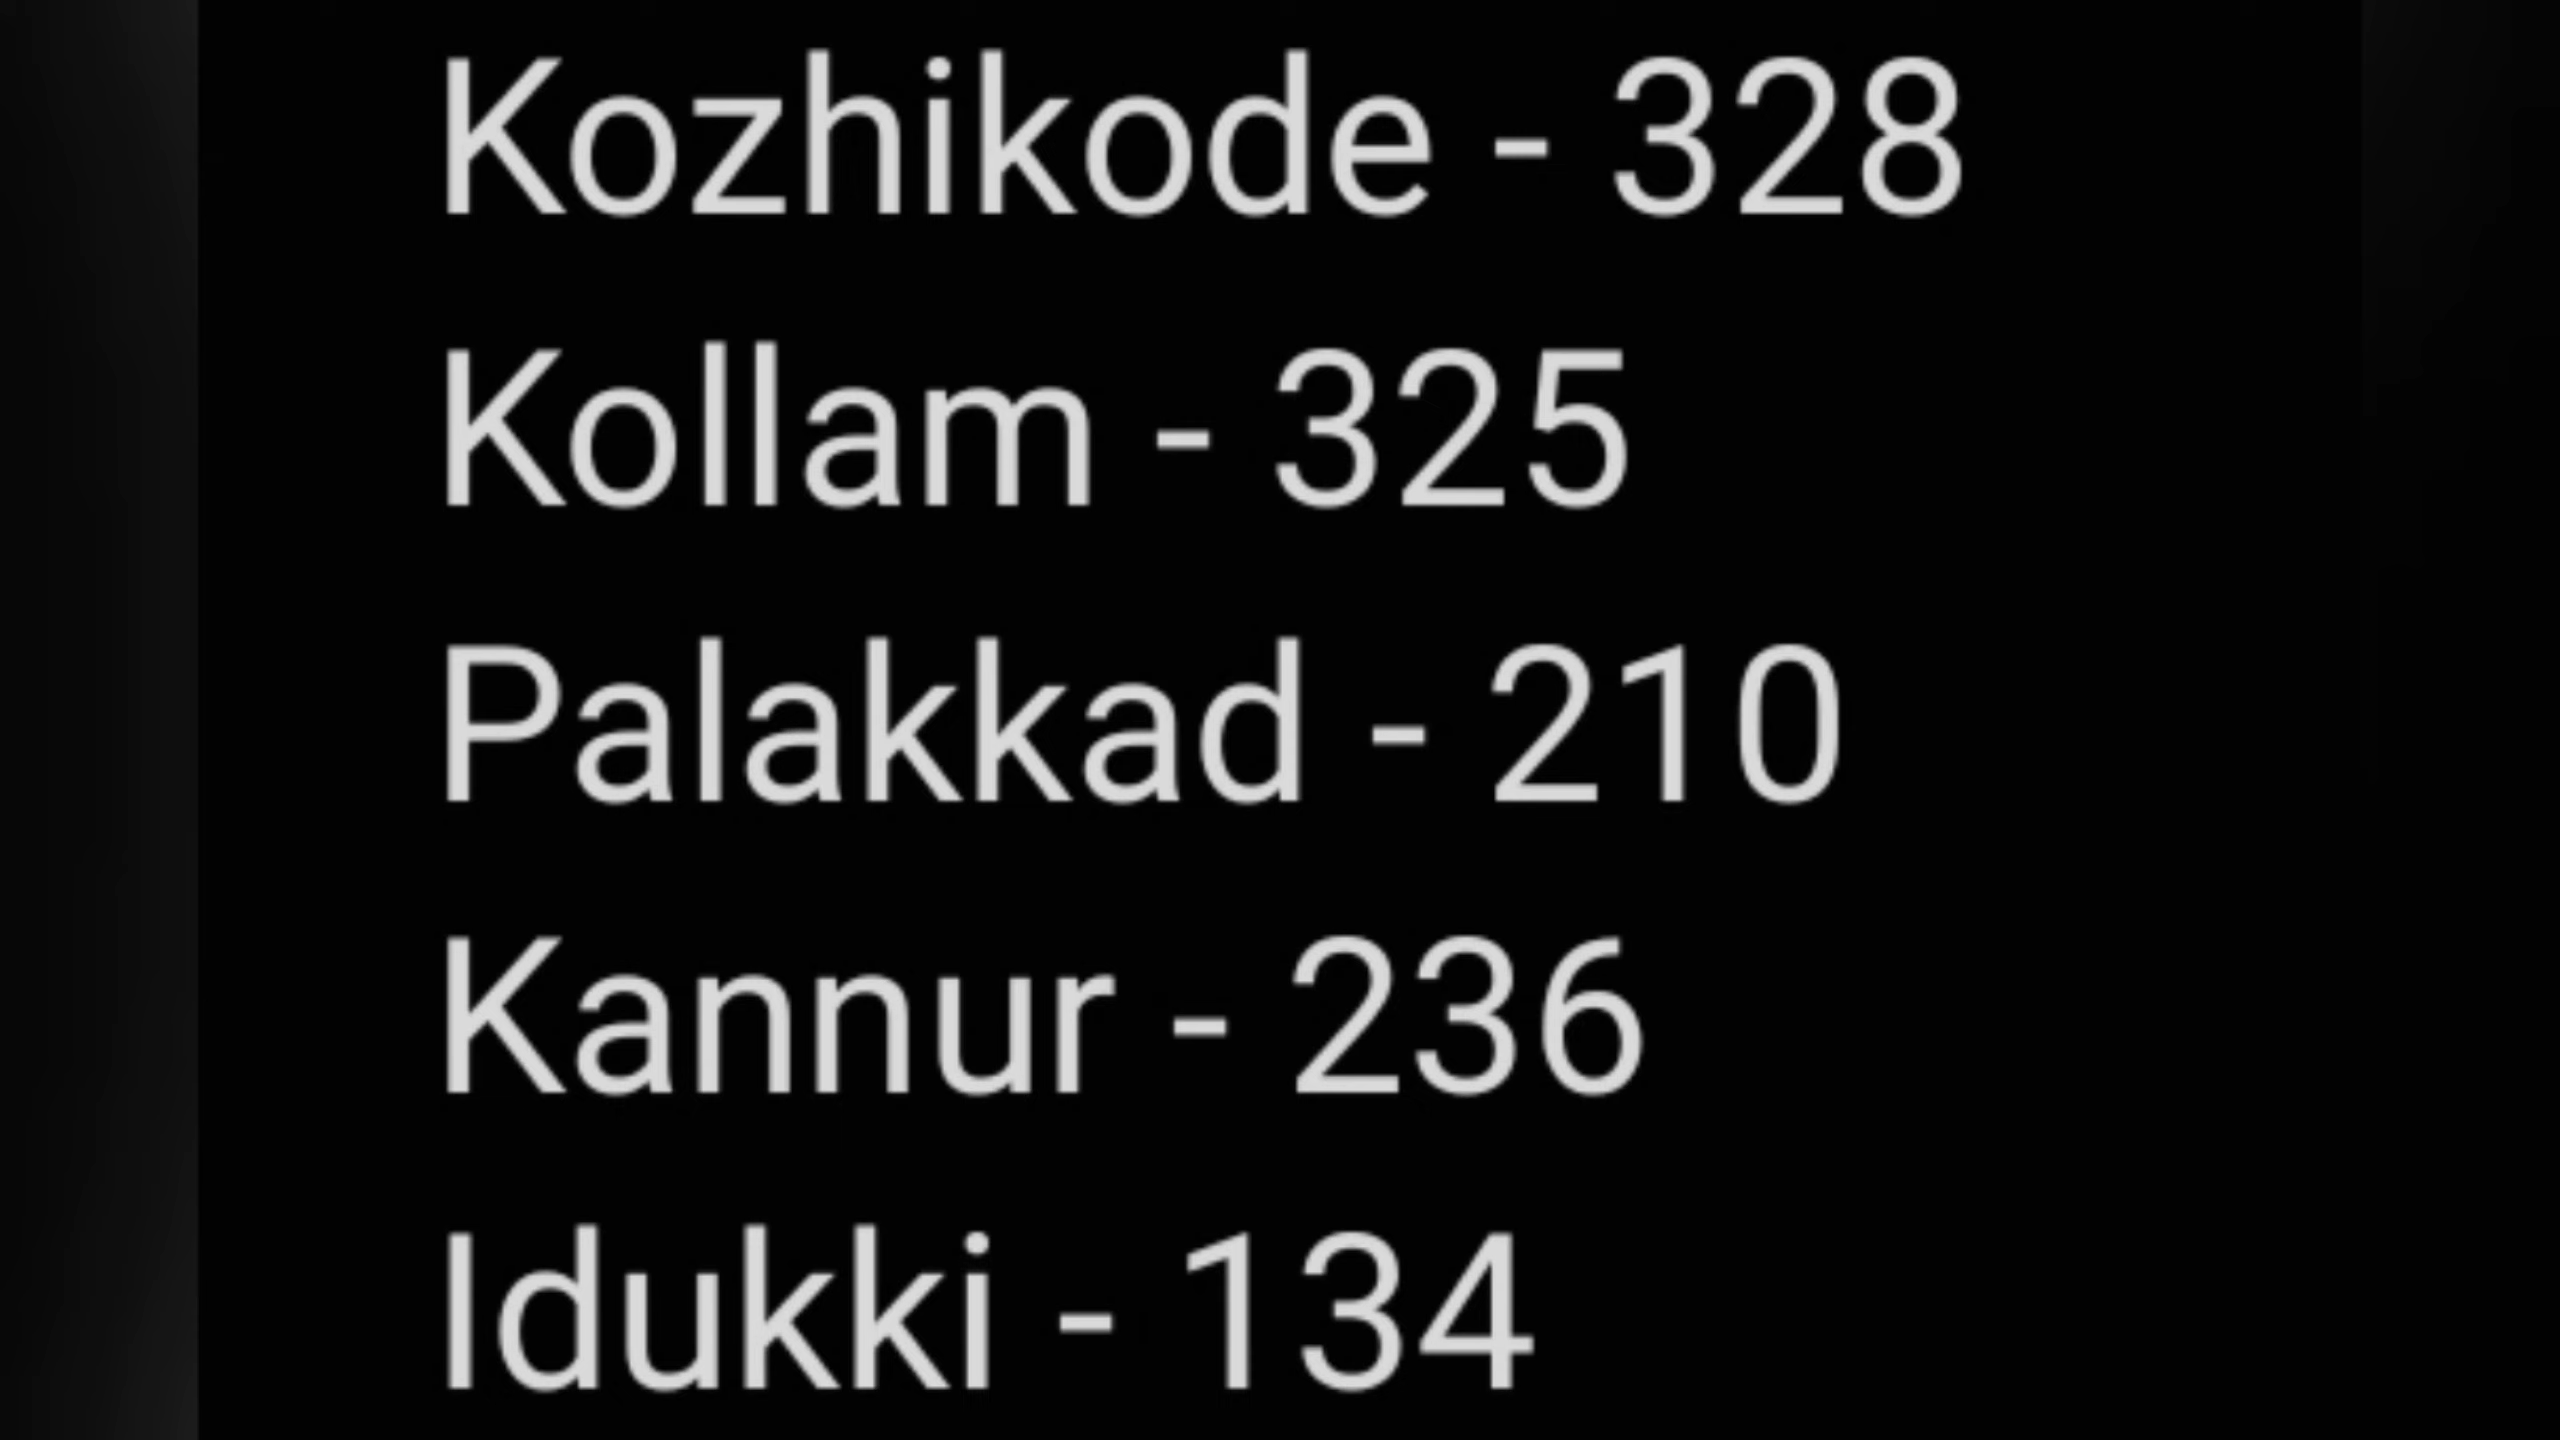 Kozhikode - 328
Kollam - 325
Palakkad - 210
Kannur - 236
Idukki - 134